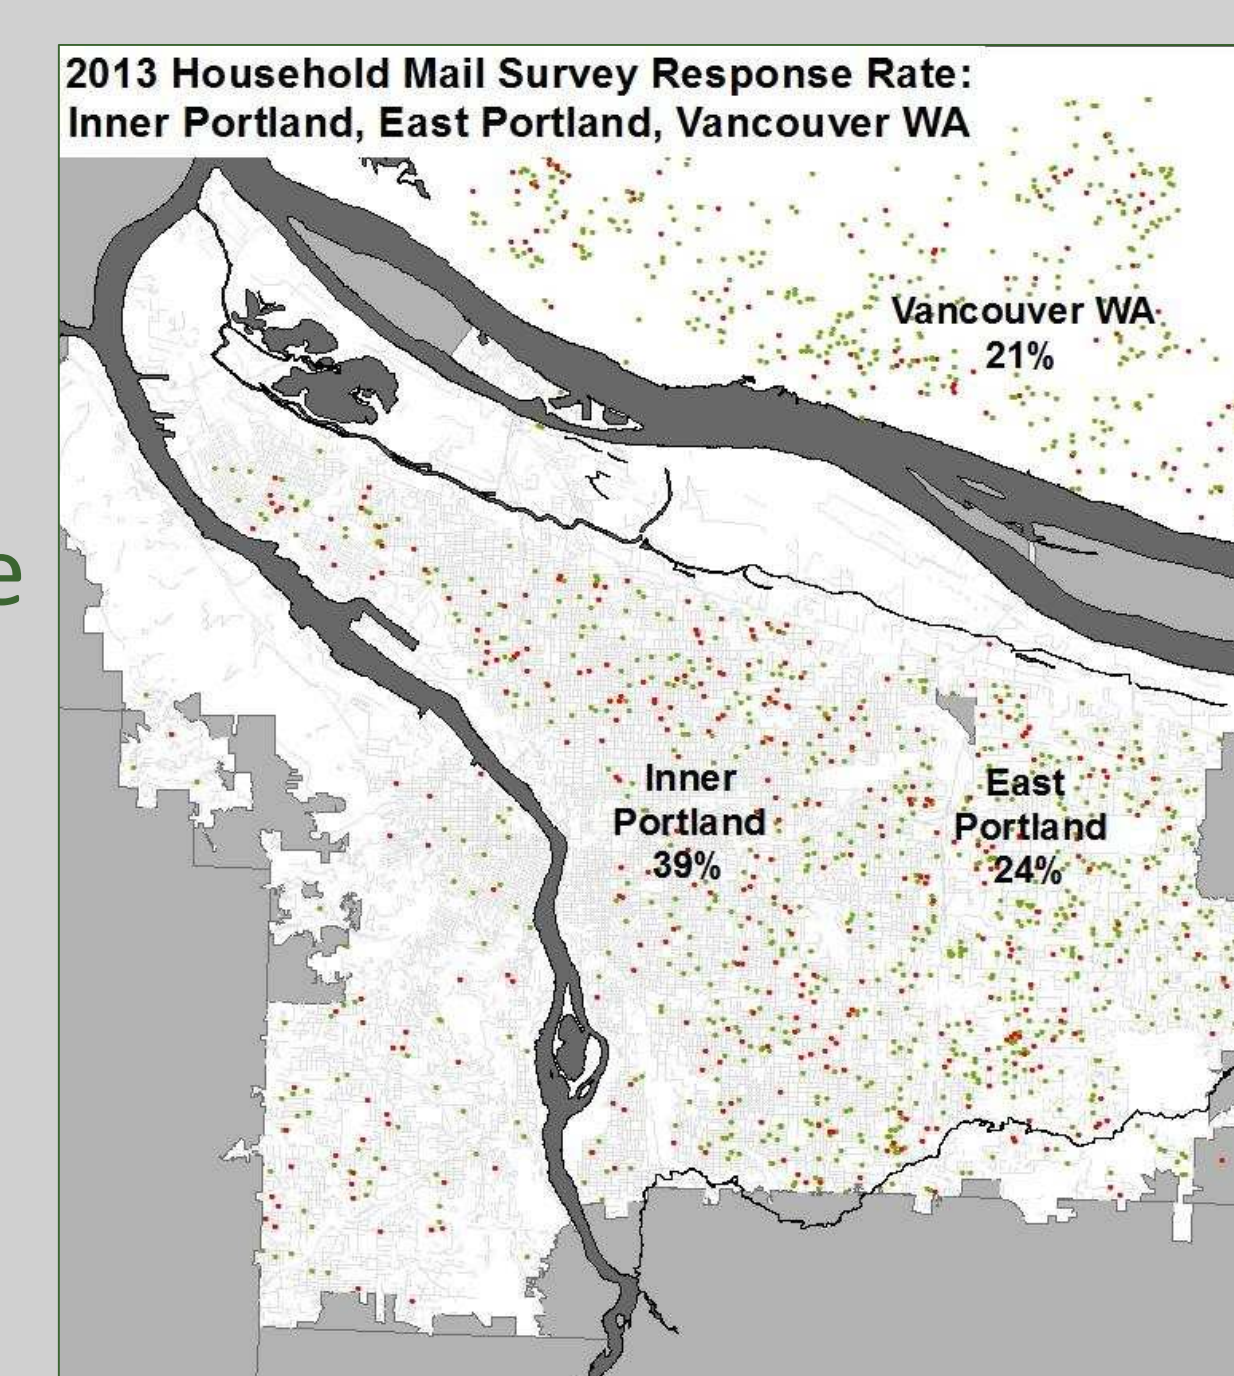 2013 Household Mail Survey Response Rate:
Inner Portland, East Portland, Vancouver WA
Vancouver WA
21%
e
Inner
Portland
39%
East
Portland
24%